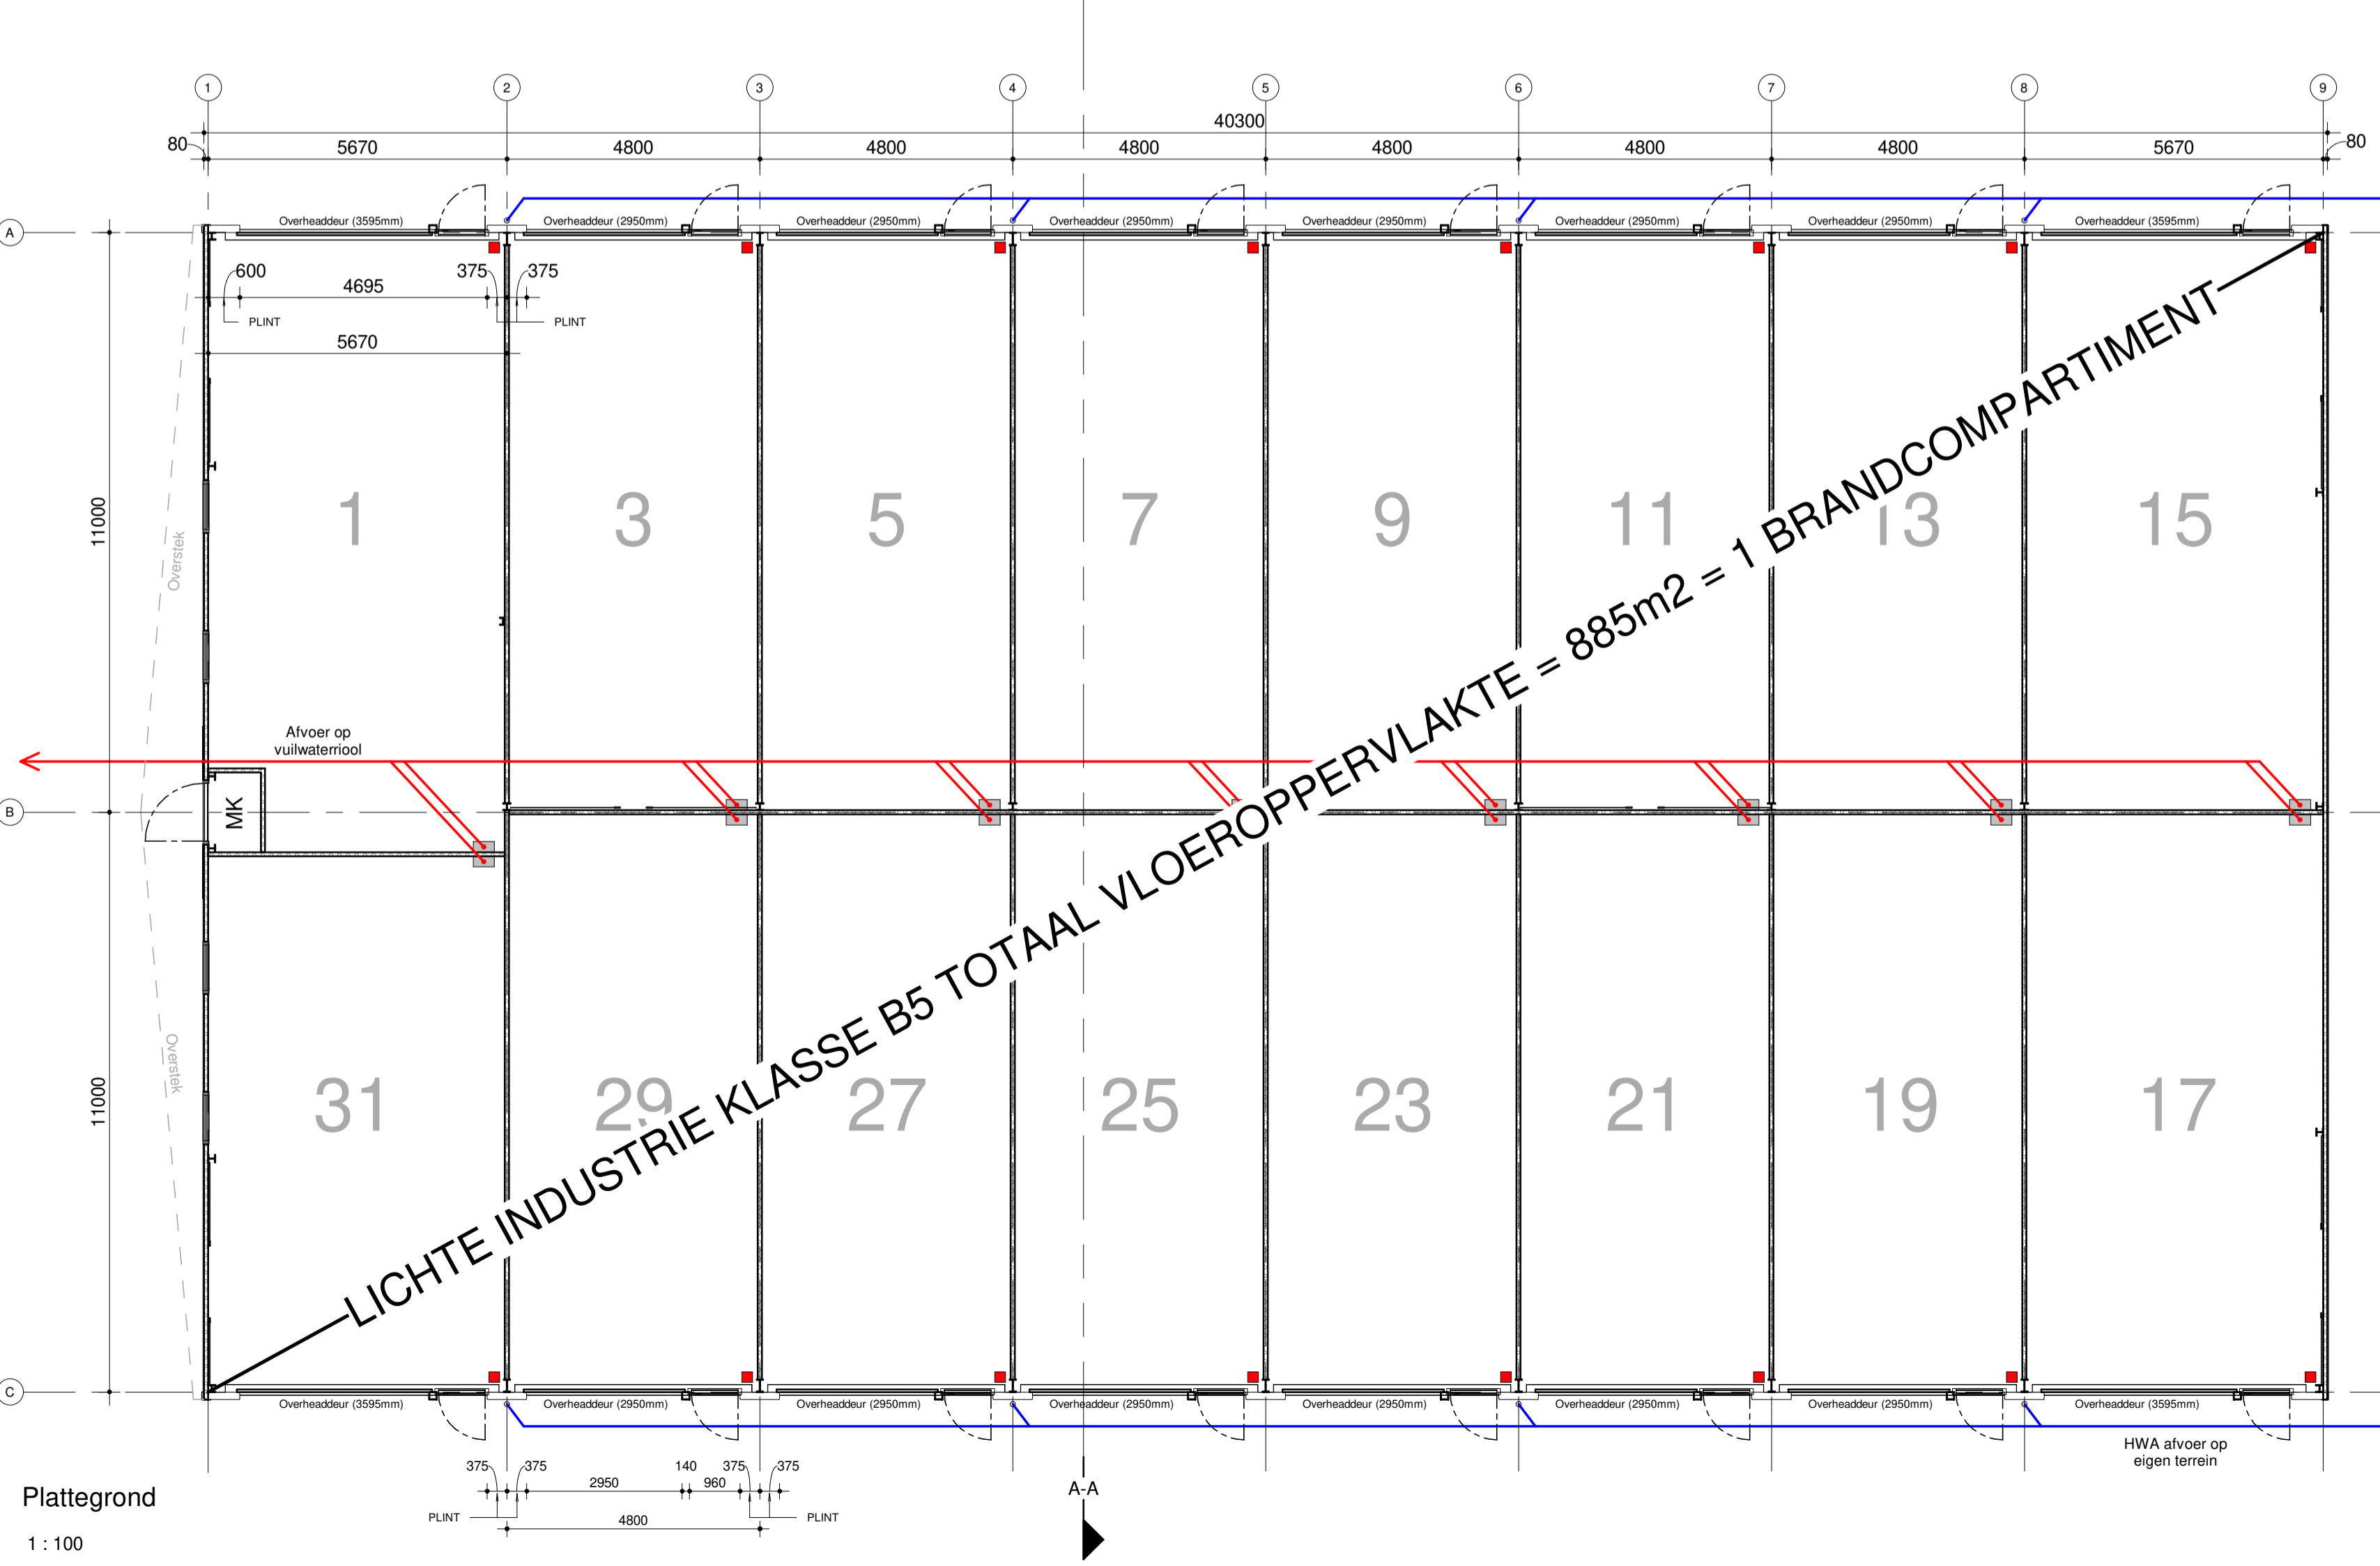 1 2 3 4 5 6 7 8 9
40300
80 5670 4800 4800 4800 4800 4800 4800 5670 80
A
Overheaddeur (3595mm) Overheaddeur (2950mm) Overheaddeur (2950mm) Overheaddeur (2950mm) Overheaddeur (2950mm) Overheaddeur (2950mm) Overheaddeur (2950mm) Overheaddeur (3595mm)
600 4695 375 375
PLINT PLINT
5670
11000
Overstek
1 3 5 7 9 11 13 15
LICHTE INDUSTRIE KLASSE B5 TOTAAL VLOEROPPERVLAKTE = 885m2 = 1 BRANDCOMPARTIMENT
Afvoer op
vuilwaterriool
B
MK
11000
Overstek
31 29 27 25 23 21 19 17
C
Overheaddeur (3595mm) Overheaddeur (2950mm) Overheaddeur (2950mm) Overheaddeur (2950mm) Overheaddeur (2950mm) Overheaddeur (2950mm) Overheaddeur (2950mm) Overheaddeur (3595mm)
HWA afvoer op
eigen terrein
375 375 2950 140 960 375 375
PLINT PLINT
4800
A-A
Plattegrond
1 : 100